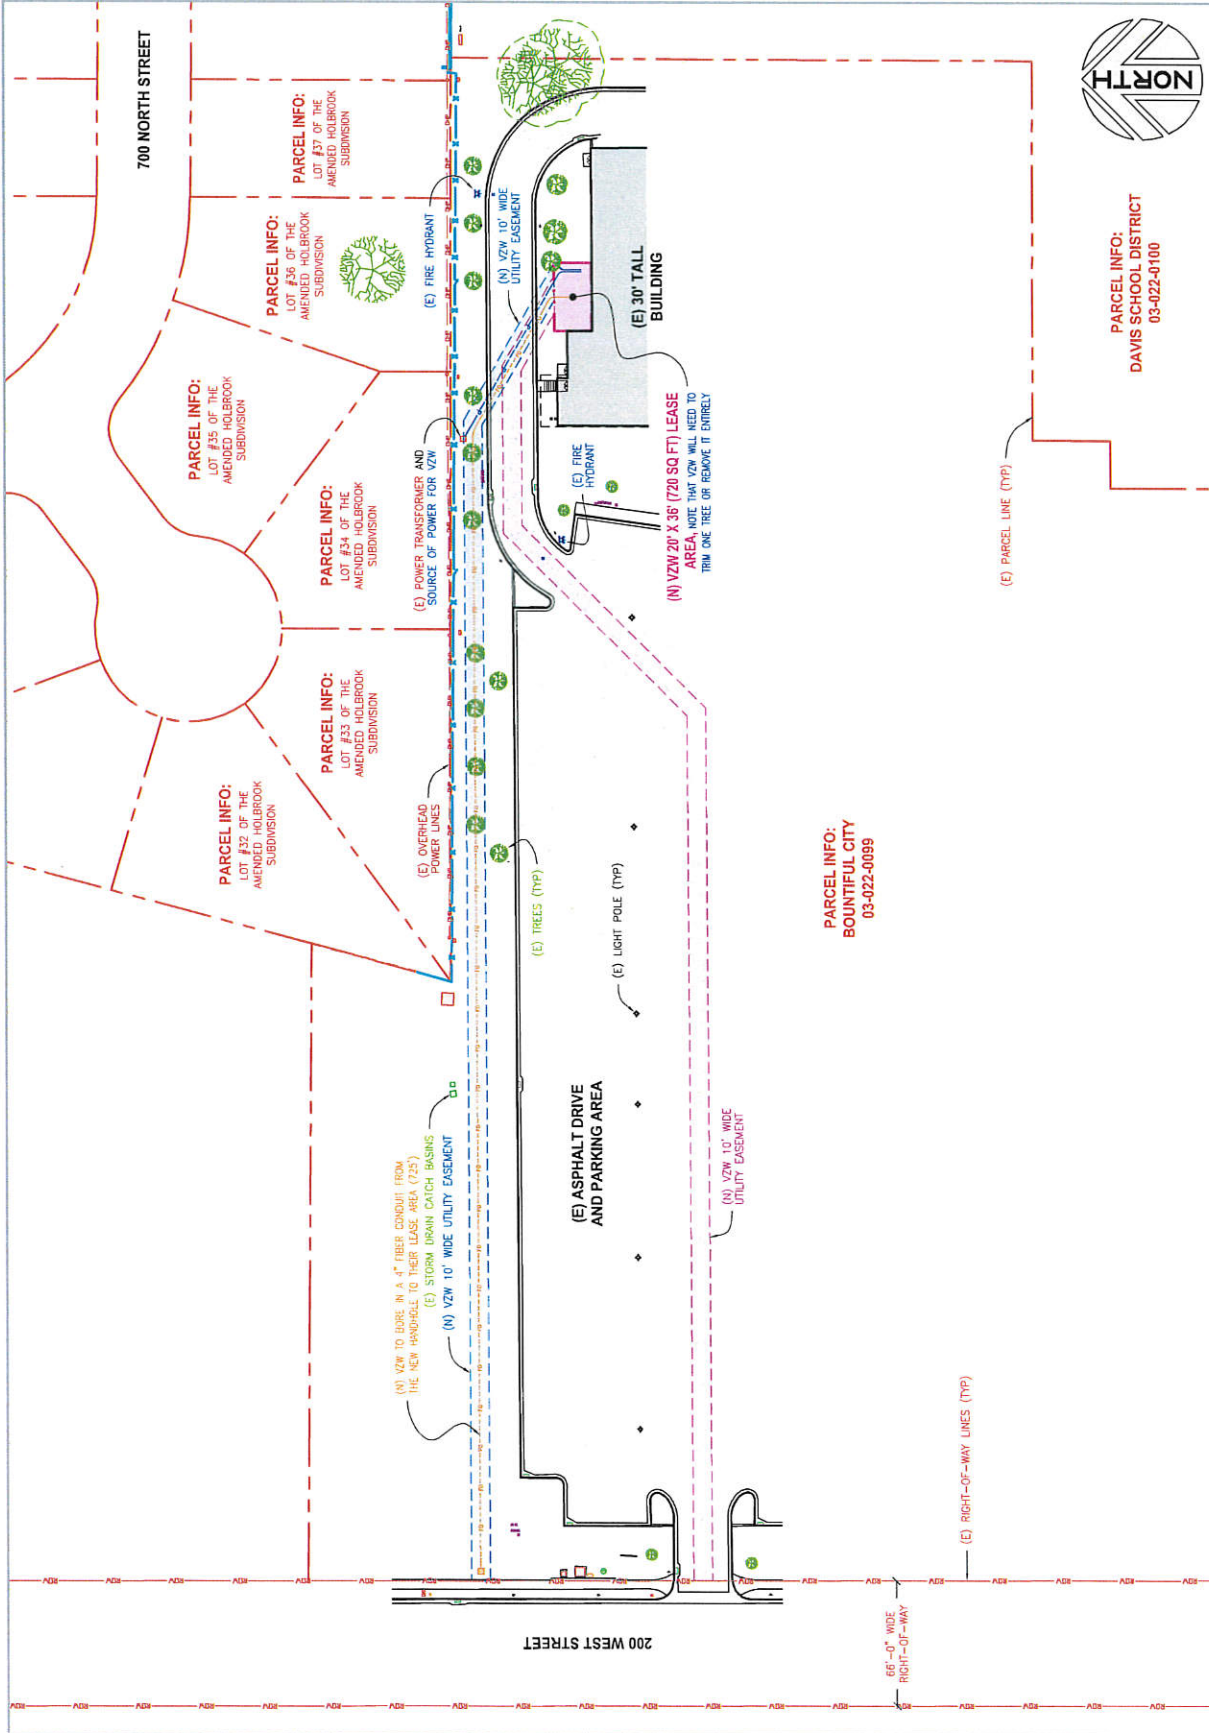 700 NORTH STREET
PARCEL INFO:
LOT #37 OF THE
AMENDED HOLBROOK
SUBDIVISION
PARCEL INFO:
LOT #36 OF THE
AMENDED HOLBROOK
SUBDIVISION
PARCEL INFO:
LOT #35 OF THE
AMENDED HOLBROOK
SUBDIVISION
PARCEL INFO:
LOT #34 OF THE
AMENDED HOLBROOK
SUBDIVISION
PARCEL INFO:
LOT #33 OF THE
AMENDED HOLBROOK
SUBDIVISION
PARCEL INFO:
LOT #32 OF THE
AMENDED HOLBROOK
SUBDIVISION
(E) FIRE HYDRANT
(N) VZW 10' WIDE
UTILITY EASEMENT
(E) POWER TRANSFORMER AND
SOURCE OF POWER FOR VZW
(E) 30' TALL
BUILDING
(E) FIRE
HYDRANT
(N) VZW 20' X 36' (720 SQ FT) LEASE
AREA, NOTE THAT VZW WILL NEED TO
TRIM ONE TREE OR REMOVE IT ENTIRELY
(E) OVERHEAD
POWER LINES
(E) TREES (TYP)
(E) LIGHT POLE (TYP)
(N) VZW TO BORE IN A 4" FIBER CONDUIT FROM
THE NEW HANDHOLE TO THEIR LEASE AREA (725')
(E) STORM DRAIN CATCH BASINS
(N) VZW 10' WIDE UTILITY EASEMENT
(E) ASPHALT DRIVE
AND PARKING AREA
(N) VZW 10' WIDE
UTILITY EASEMENT
PARCEL INFO:
BOUNTIFUL CITY
03-022-0099
PARCEL INFO:
DAVIS SCHOOL DISTRICT
03-022-0100
(E) PARCEL LINE (TYP)
(E) RIGHT-OF-WAY LINES (TYP)
66'-0" WIDE
RIGHT-OF-WAY
200 WEST STREET
NORTH